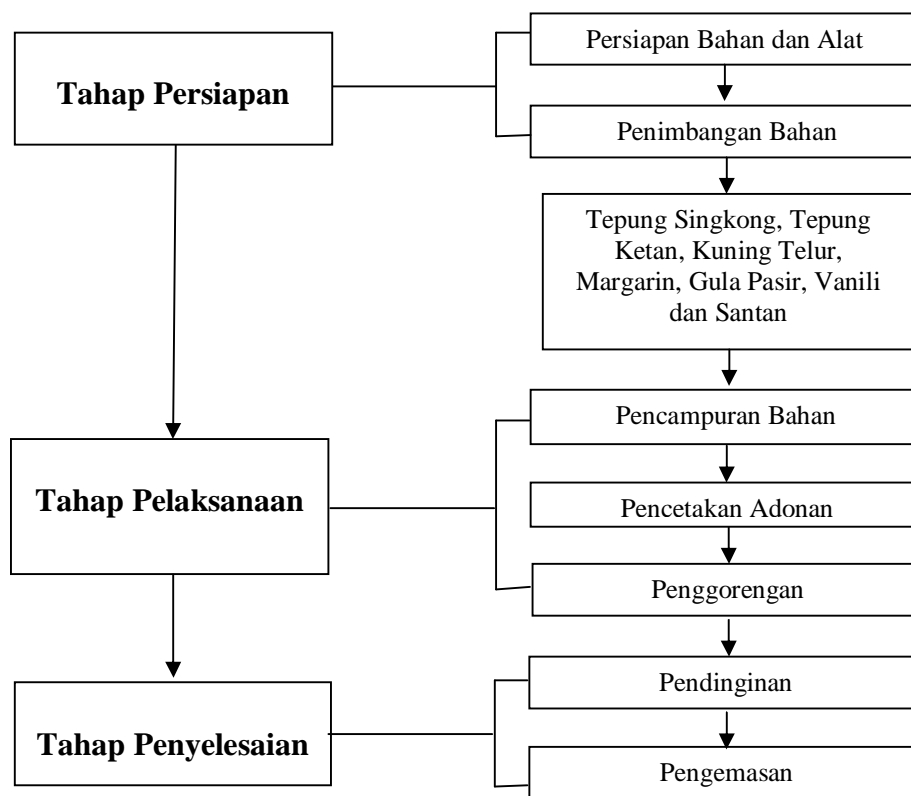 Tahap Persiapan
Persiapan Bahan dan Alat
Penimbangan Bahan
Tepung Singkong, Tepung
Ketan, Kuning Telur,
Margarin, Gula Pasir, Vanili
dan Santan
Tahap Pelaksanaan
Pencampuran Bahan
Pencetakan Adonan
Penggorengan
Tahap Penyelesaian
Pendinginan
Pengemasan